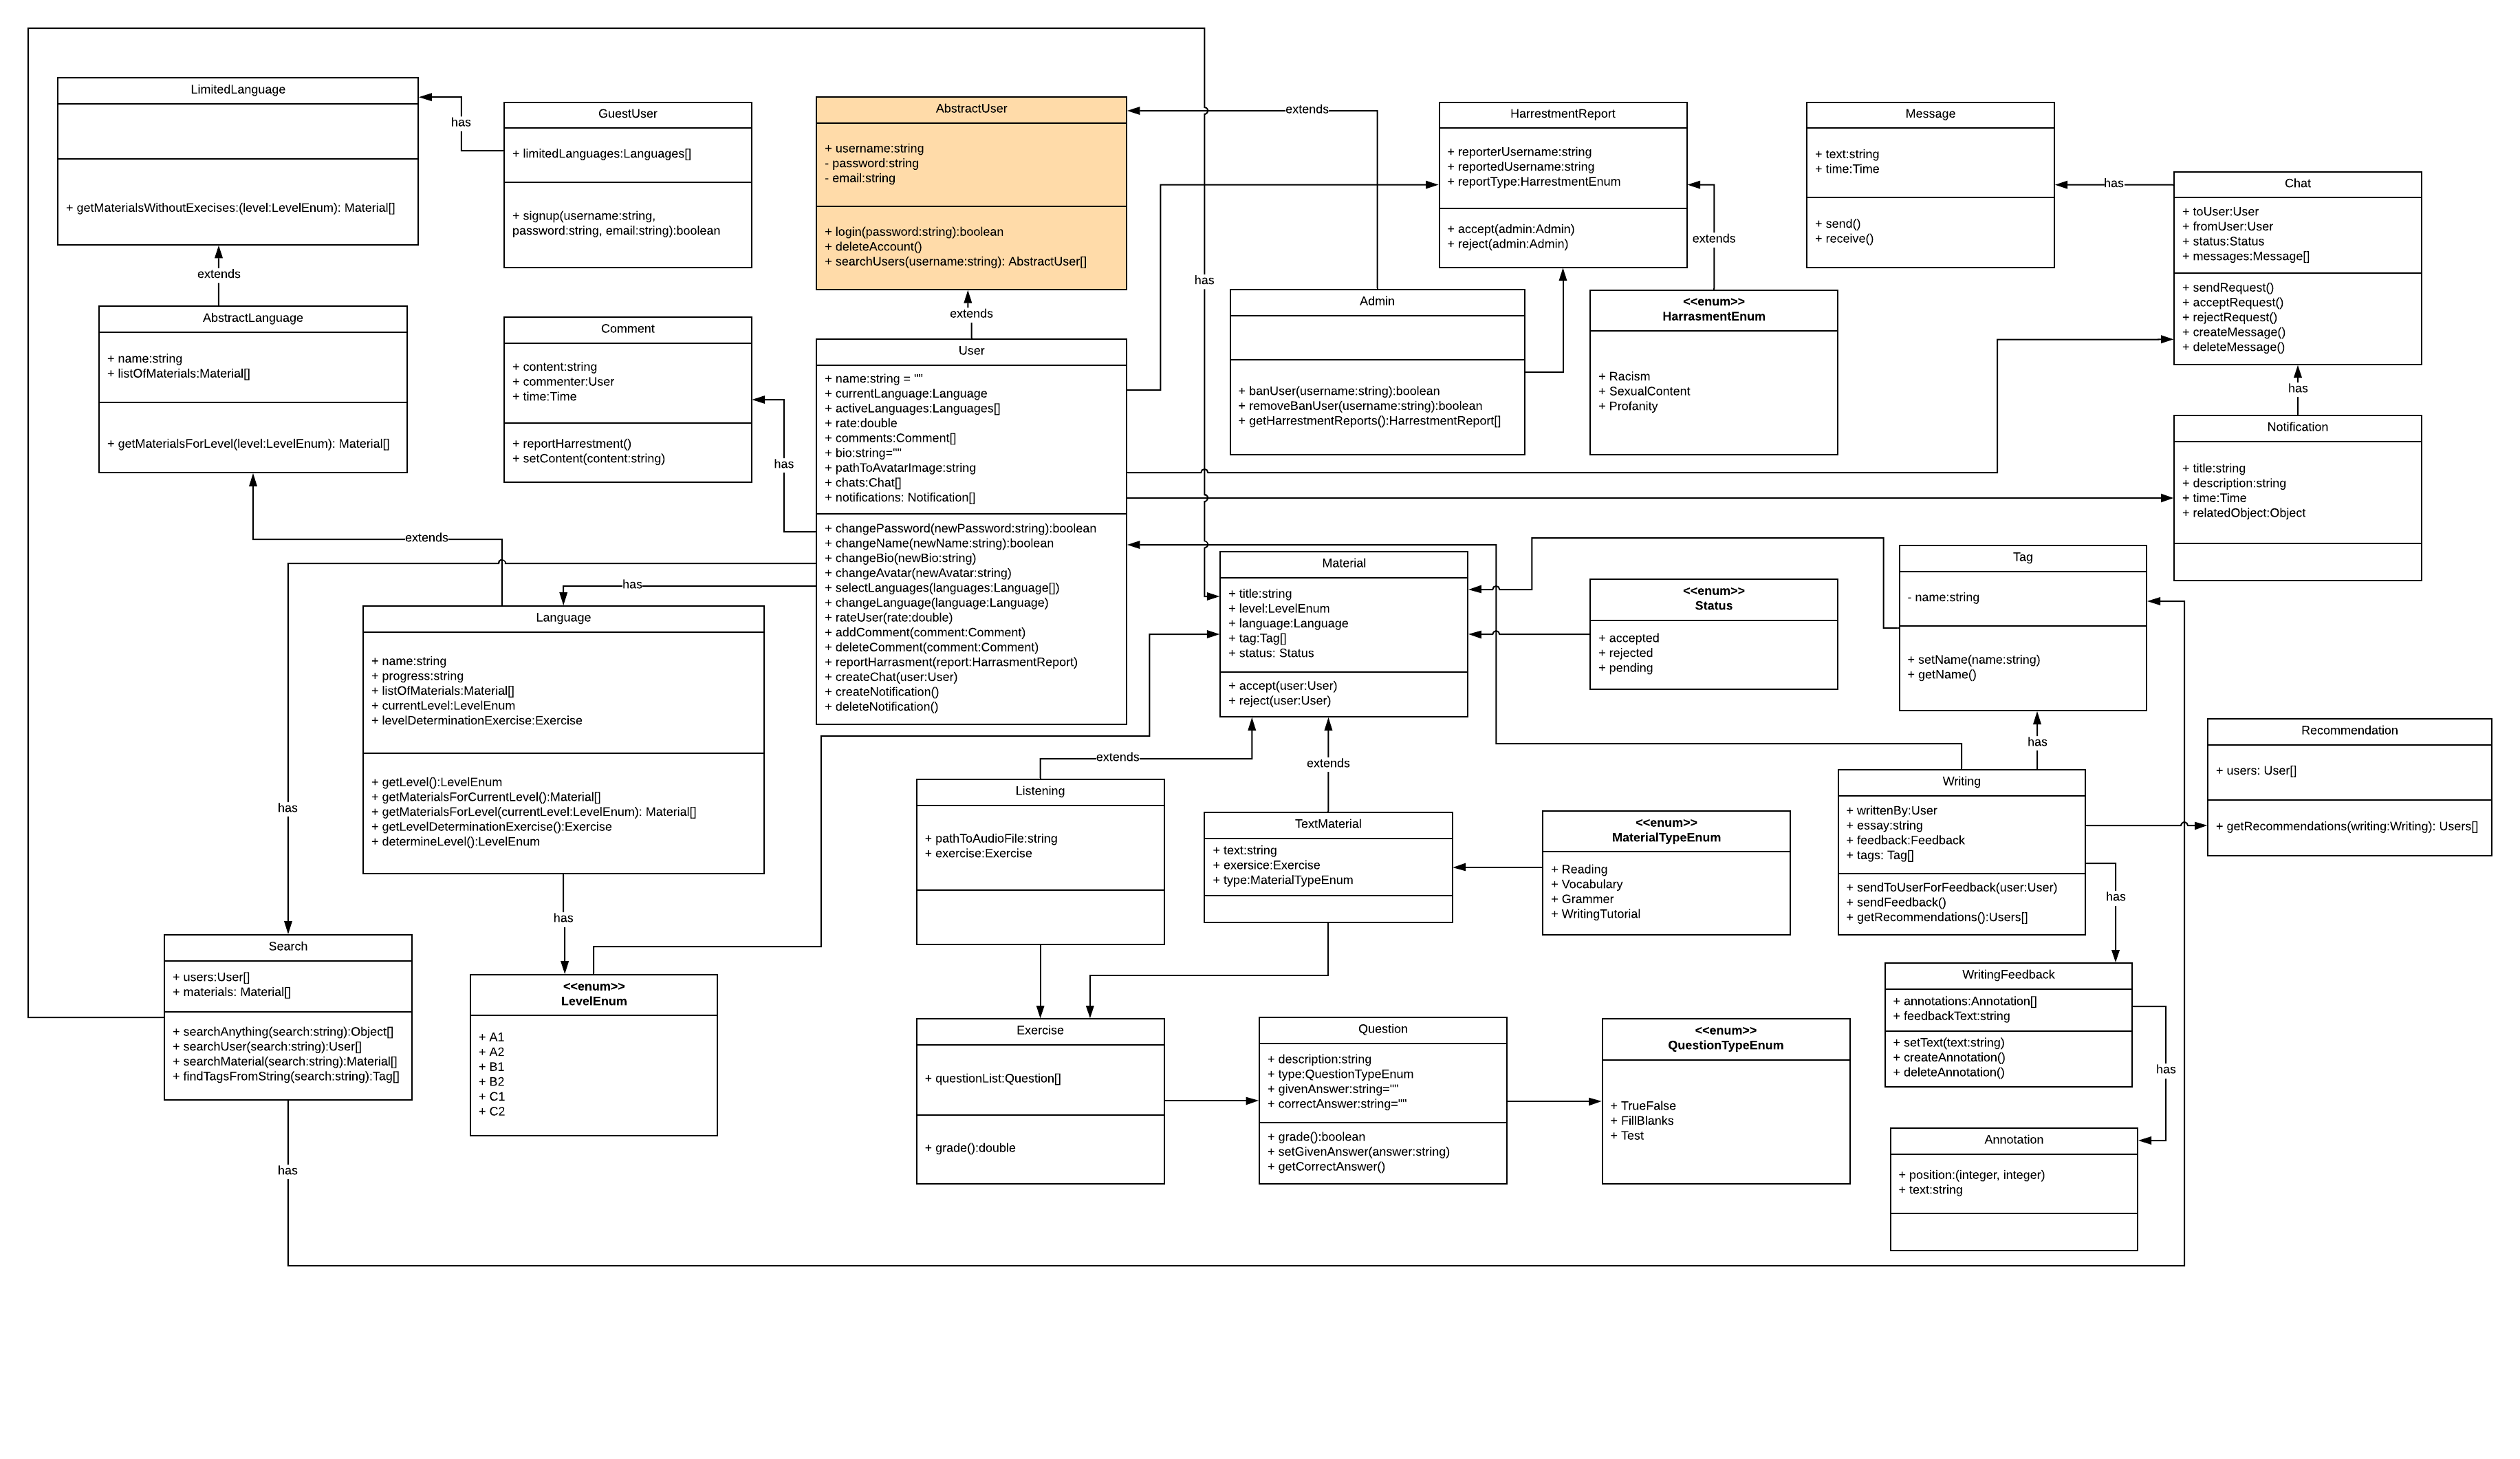 LimitedLanguage
+ getMaterialsWithoutExecises:(level:LevelEnum): Material[]
has
GuestUser
+ limitedLanguages:Languages[]
+ signup(username:string,
password:string, email:string):boolean
AbstractUser
+ username:string
- password:string
- email:string
+ login(password:string):boolean
+ deleteAccount()
+ searchUsers(username:string): AbstractUser[]
extends
has
HarrestmentReport
+ reporterUsername:string
+ reportedUsername:string
+ reportType:HarrestmentEnum
+ accept(admin:Admin)
+ reject(admin:Admin)
extends
Message
+ text:string
+ time:Time
+ send()
+ receive()
has
Chat
+ toUser:User
+ fromUser:User
+ status:Status
+ messages:Message[]
+ sendRequest()
+ acceptRequest()
+ rejectRequest()
+ createMessage()
+ deleteMessage()
extends
AbstractLanguage
+ name:string
+ listOfMaterials:Material[]
+ getMaterialsForLevel(level:LevelEnum): Material[]
Comment
+ content:string
+ commenter:User
+ time:Time
+ reportHarrestment()
+ setContent(content:string)
has
extends
User
+ name:string = ""
+ currentLanguage:Language
+ activeLanguages:Languages[]
+ rate:double
+ comments:Comment[]
+ bio:string=""
+ pathToAvatarImage:string
+ chats:Chat[]
+ notifications: Notification[]
+ changePassword(newPassword:string):boolean
+ changeName(newName:string):boolean
+ changeBio(newBio:string)
+ changeAvatar(newAvatar:string)
+ selectLanguages(languages:Language[])
+ changeLanguage(language:Language)
+ rateUser(rate:double)
+ addComment(comment:Comment)
+ deleteComment(comment:Comment)
+ reportHarrasment(report:HarrasmentReport)
+ createChat(user:User)
+ createNotification()
+ deleteNotification()
Admin
+ banUser(username:string):boolean
+ removeBanUser(username:string):boolean
+ getHarrestmentReports():HarrestmentReport[]
<<enum>>
HarrasmentEnum
+ Racism
+ SexualContent
+ Profanity
has
Notification
+ title:string
+ description:string
+ time:Time
+ relatedObject:Object
extends
has
Language
+ name:string
+ progress:string
+ listOfMaterials:Material[]
+ currentLevel:LevelEnum
+ levelDeterminationExercise:Exercise
+ getLevel():LevelEnum
+ getMaterialsForCurrentLevel():Material[]
+ getMaterialsForLevel(currentLevel:LevelEnum): Material[]
+ getLevelDeterminationExercise():Exercise
+ determineLevel():LevelEnum
Material
+ title:string
+ level:LevelEnum
+ language:Language
+ tag:Tag[]
+ status: Status
+ accept(user:User)
+ reject(user:User)
<<enum>>
Status
+ accepted
+ rejected
+ pending
Tag
- name:string
+ setName(name:string)
+ getName()
has
Recommendation
+ users: User[]
+ getRecommendations(writing:Writing): Users[]
extends
extends
Listening
+ pathToAudioFile:string
+ exercise:Exercise
TextMaterial
+ text:string
+ exersice:Exercise
+ type:MaterialTypeEnum
<<enum>>
MaterialTypeEnum
+ Reading
+ Vocabulary
+ Grammer
+ WritingTutorial
Writing
+ writtenBy:User
+ essay:string
+ feedback:Feedback
+ tags: Tag[]
+ sendToUserForFeedback(user:User)
+ sendFeedback()
+ getRecommendations():Users[]
has
has
has
Search
+ users:User[]
+ materials: Material[]
+ searchAnything(search:string):Object[]
+ searchUser(search:string):User[]
+ searchMaterial(search:string):Material[]
+ findTagsFromString(search:string):Tag[]
has
<<enum>>
LevelEnum
+ A1
+ A2
+ B1
+ B2
+ C1
+ C2
Exercise
+ questionList:Question[]
+ grade():double
Question
+ description:string
+ type:QuestionTypeEnum
+ givenAnswer:string=""
+ correctAnswer:string=""
+ grade():boolean
+ setGivenAnswer(answer:string)
+ getCorrectAnswer()
<<enum>>
QuestionTypeEnum
+ TrueFalse
+ FillBlanks
+ Test
WritingFeedback
+ annotations:Annotation[]
+ feedbackText:string
+ setText(text:string)
+ createAnnotation()
+ deleteAnnotation()
has
Annotation
+ position:(integer, integer)
+ text:string